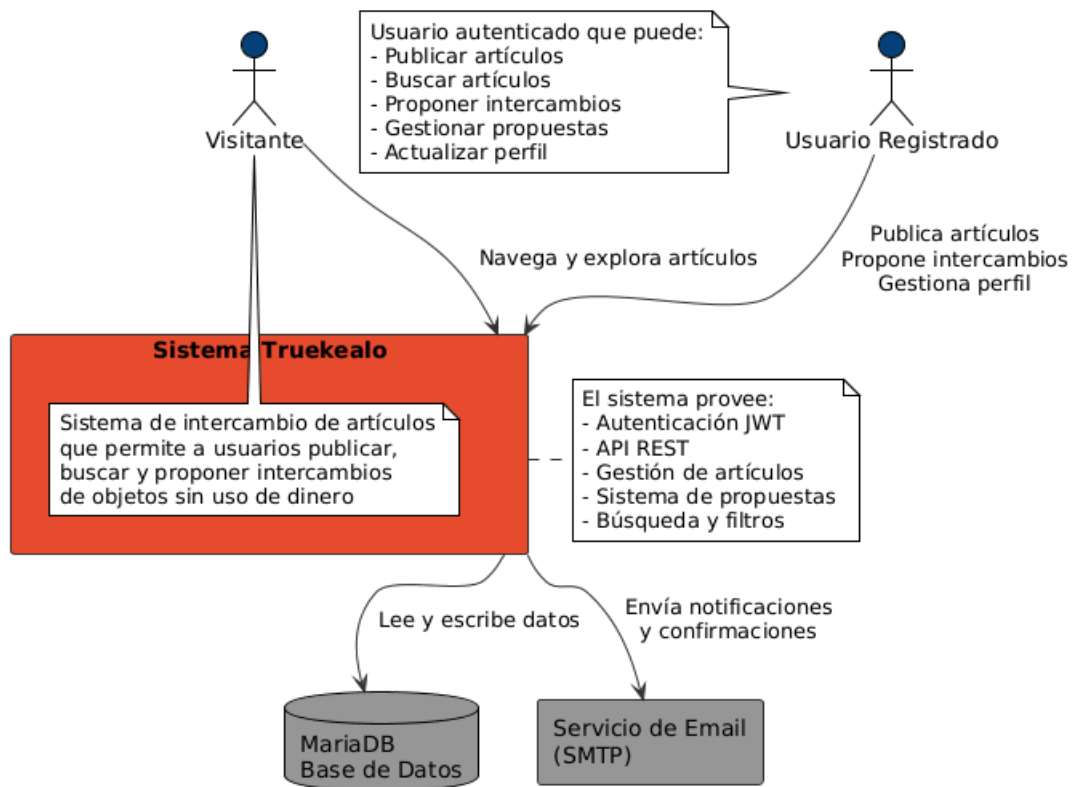 Usuario autenticado que puede:
- Publicar artículos
- Buscar artículos
- Proponer intercambios
- Gestionar propuestas
- Actualizar perfil
Visitante
Usuario Registrado
Navega y explora artículos
Publica artículos
Propone intercambios
Gestiona perfil
Sistema Truekealo
Sistema de intercambio de artículos
que permite a usuarios publicar,
buscar y proponer intercambios
de objetos sin uso de dinero
El sistema provee:
- Autenticación JWT
- API REST
- Gestión de artículos
- Sistema de propuestas
- Búsqueda y filtros
Lee y escribe datos
Envía notificaciones
y confirmaciones
MariaDB
Base de Datos
Servicio de Email
(SMTP)